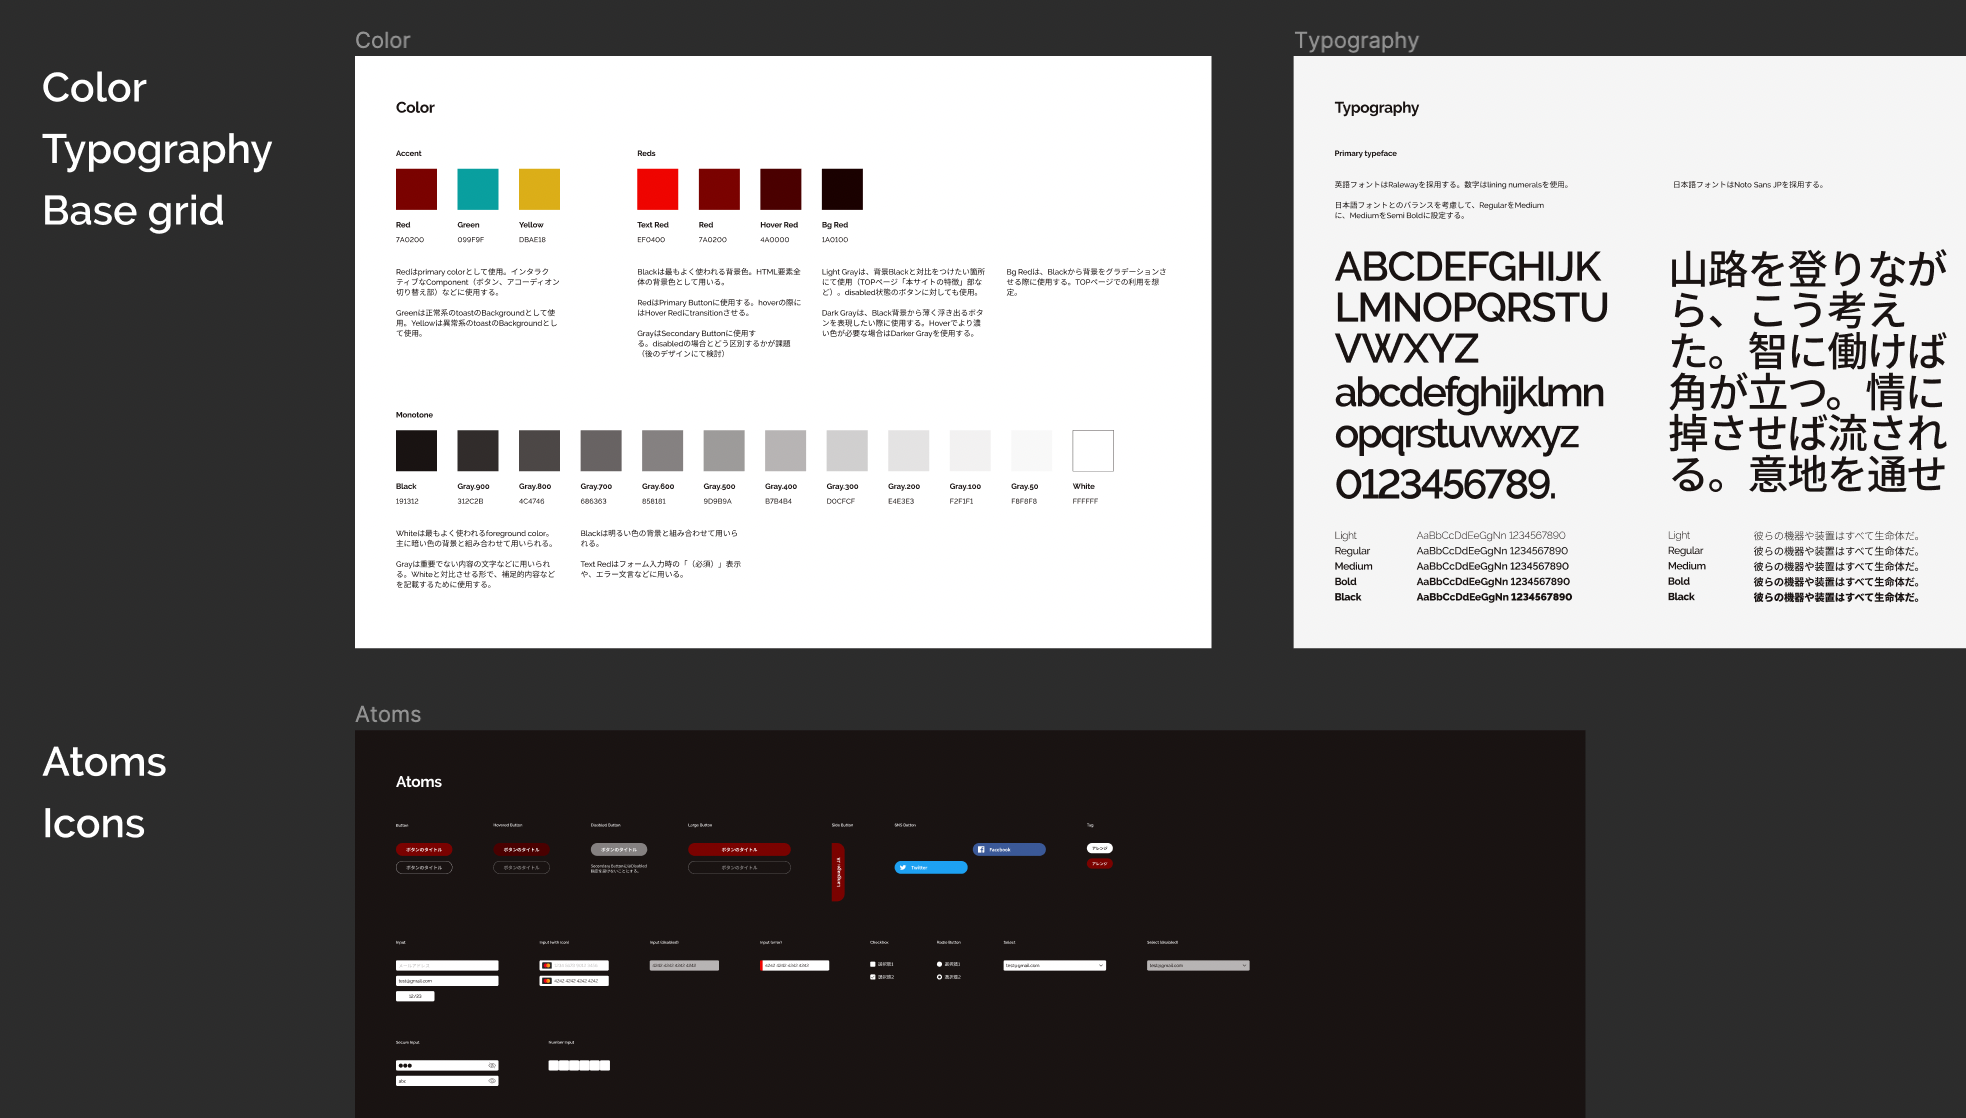 Color
Typography
Base grid
Color
Color
Accent
Red
7A0200
Green
099F9F
Yellow
DBAE18
Redはprimary colorとして使用。インタラク
ティブなComponent（ボタン、アコーディオン
切り替え部）などに使用する。
Greenは正常系のtoastのBackgroundとして使
用。Yellowは異常系のtoastのBackgroundとし
て使用。
Reds
Text Red
EF0400
Red
7A0200
Hover Red
4A0000
Bg Red
1A0100
Blackは最もよく使われる背景色。HTML要素全
体の背景色として用いる。
RedはPrimary Buttonに使用する。hoverの際に
はHover Redにtransitionさせる。
GrayはSecondary Buttonに使用す
る。disabledの場合とどう区別するかが課題
（後のデザインにて検討）
Light Grayは、背景Blackと対比をつけたい箇所
にて使用（TOPページ「本サイトの特徴」部な
ど）。disabled状態のボタンに対しても使用。
Dark Grayは、Black背景から薄く浮き出るボタ
ンを表現したい際に使用する。Hoverでより濃
い色が必要な場合はDarker Grayを使用する。
Bg Redは、Blackから背景をグラデーションさ
せる際に使用する。TOPページでの利用を想
定。
Monotone
Black
191312
Gray.900
312C2B
Gray.800
4C4746
Gray.700
686363
Gray.600
858181
Gray.500
9D9B9A
Gray.400
B7B4B4
Gray.300
D0CFCF
Gray.200
E4E3E3
Gray.100
F2F1F1
Gray.50
F8F8F8
White
FFFFFF
Whiteは最もよく使われるforeground color。
主に暗い色の背景と組み合わせて用いられる。
Grayは重要でない内容の文字などに用いられ
る。Whiteと対比させる形で、補足的内容など
を記載するために使用する。
Blackは明るい色の背景と組み合わせて用いら
れる。
Text Redはフォーム入力時の「（必須）」表示
や、エラー文言などに用いる。
Typography
Typography
Primary typeface
英語フォントはRalewayを採用する。数字はlining numeralsを使用。
日本語フォントとのバランスを考慮して、RegularをMedium
に、MediumをSemi Boldに設定する。
ABCDEFGHIJK
LMNOPQRSTU
VWXYZ
abcdefghijklmn
opqrstuvwxyz
0123456789.
Light AaBbCcDdEeGgNn 1234567890
Regular AaBbCcDdEeGgNn 1234567890
Medium AaBbCcDdEeGgNn 1234567890
Bold AaBbCcDdEeGgNn 1234567890
Black AaBbCcDdEeGgNn 1234567890
日本語フォントはNoto Sans JPを採用する。
山路を登りなが
ら、こう考え
た。智に働けば
角が立つ。情に
掉させば流され
る。意地を通せ
Light 彼らの機器や装置はすべて生命体だ。
Regular 彼らの機器や装置はすべて生命体だ。
Medium 彼らの機器や装置はすべて生命体だ。
Bold 彼らの機器や装置はすべて生命体だ。
Black 彼らの機器や装置はすべて生命体だ。
Atoms
Icons
Atoms
Atoms
Button
ボタンのタイトル
ボタンのタイトル
Hovered Button
ボタンのタイトル
ボタンのタイトル
Disabled Button
ボタンのタイトル
Large Button
ボタンのタイトル
ボタンのタイトル
Side Button
SNS Button
Facebook
Twitter
Tag
アレンジ
アレンジ
Input
メールアドレス
test@gmail.com
12/23
Input (with icon)
4242 4242 4242 4242
4242 4242 4242 4242
Input (disabled)
4242 4242 4242 4242
Input (error)
4242 4242 4242 4242
Checkbox
選択肢1
選択肢2
Radio Button
選択肢1
選択肢2
Select
test@gmail.com
Select (disabled)
test@gmail.com
Secure Input
abc
Number Input